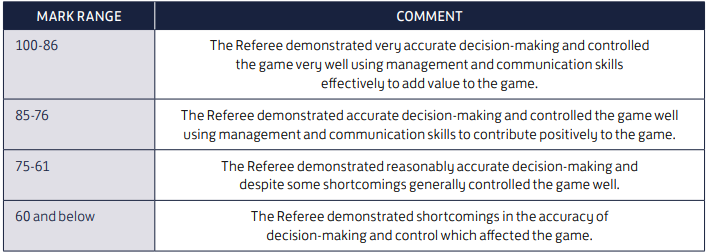 MARK RANGE COMMENT
100-86 The Referee demonstrated very accurate decision-making and controlled
the game very well using management and communication skills
effectively to add value to the game.
85-76 The Referee demonstrated accurate decision-making and controlled the game well
using management and communication skills to contribute positively to the game.
75-61 The Referee demonstrated reasonably accurate decision-making and
despite some shortcomings generally controlled the game well.
60 and below The Referee demonstrated shortcomings in the accuracy of
decision-making and control which affected the game.